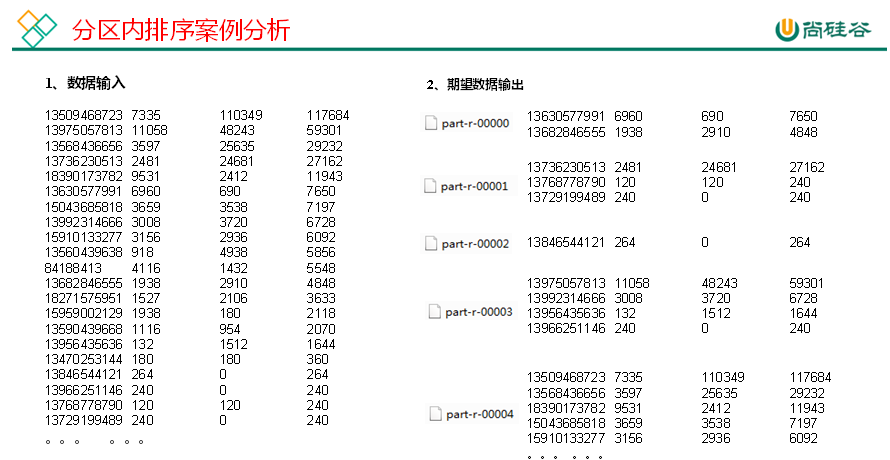 分区内排序案例分析
尚硅谷
1、数据输入
13509468723 7335 110349 117684
13975057813 11058 48243 59301
13568436656 3597 25635 29232
13736230513 2481 24681 27162
18390173782 9531 2412 11943
13630577991 6960 690 7650
15043685818 3659 3538 7197
13992314666 3008 3720 6728
15910133277 3156 2936 6092
13560439638 918 4938 5856
84188413 4116 1432 5548
13682846555 1938 2910 4848
18271575951 1527 2106 3633
15959002129 1938 180 2118
13590439668 1116 954 2070
13956435636 132 1512 1644
13470253144 180 180 360
13846544121 264 0 264
13966251146 240 0 240
13768778790 120 120 240
13729199489 240 0 240
。。。 。。。
2、期望数据输出
part-r-00000
13630577991 6960 690 7650
13682846555 1938 2910 4848
part-r-00001
13736230513 2481 24681 27162
13768778790 120 120 240
13729199489 240 0 240
part-r-00002
13846544121 264 0 264
part-r-00003
13975057813 11058 48243 59301
13992314666 3008 3720 6728
13956435636 132 1512 1644
13966251146 240 0 240
part-r-00004
13509468723 7335 110349 117684
13568436656 3597 25635 29232
18390173782 9531 2412 11943
15043685818 3659 3538 7197
15910133277 3156 2936 6092
。。。 。。。